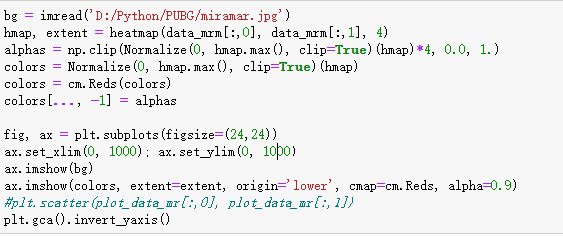 bg = imread('D:/Python/PUBG/miramar.jpg')
hmap, extent = heatmap(data_mrm[:,0], data_mrm[:,1], 4)
alphas = np.clip(Normalize(0, hmap.max(), clip=True)(hmap)*4, 0.0, 1.)
colors = Normalize(0, hmap.max(), clip=True)(hmap)
colors = cm.Reds(colors)
colors[..., -1] = alphas
fig, ax = plt.subplots(figsize=(24,24))
ax.set_xlim(0, 1000); ax.set_ylim(0, 1000)
ax.imshow(bg)
ax.imshow(colors, extent=extent, origin='lower', cmap=cm.Reds, alpha=0.9)
#plt.scatter(plot_data_mr[:,0], plot_data_mr[:,1])
plt.gca().invert_yaxis()